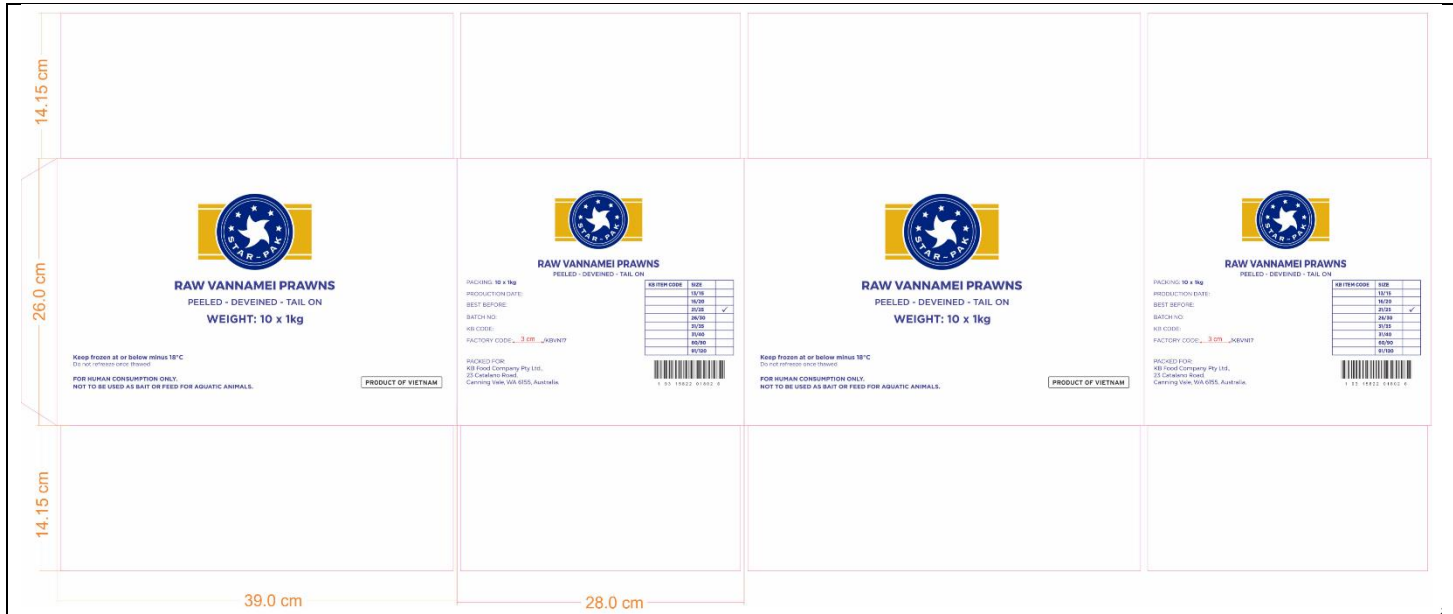 14.15 cm
26.0 cm
14.15 cm
39.0 cm
28.0 cm
STAR-PAK
RAW VANNAMEI PRAWNS
PEELED - DEVEINED - TAIL ON
WEIGHT: 10 x 1kg
Keep frozen at or below minus 18°C
Do not refreeze once thawed
FOR HUMAN CONSUMPTION ONLY.
NOT TO BE USED AS BAIT OR FEED FOR AQUATIC ANIMALS.
PRODUCT OF VIETNAM
STAR-PAK
RAW VANNAMEI PRAWNS
PEELED - DEVEINED - TAIL ON
PACKING: 10 x 1kg
PRODUCTION DATE:
BEST BEFORE:
BATCH NO:
KB CODE:
FACTORY CODE: 3 cm /KBVN17
PACKED FOR:
KB Food Company Pty Ltd.,
23 Catalano Road,
Canning Vale, WA 6155, Australia.
KB ITEM CODE SIZE
13/15
16/20
21/25 ✓
26/30
31/35
31/40
60/90
91/120
STAR-PAK
RAW VANNAMEI PRAWNS
PEELED - DEVEINED - TAIL ON
WEIGHT: 10 x 1kg
Keep frozen at or below minus 18°C
Do not refreeze once thawed
FOR HUMAN CONSUMPTION ONLY.
NOT TO BE USED AS BAIT OR FEED FOR AQUATIC ANIMALS.
PRODUCT OF VIETNAM
STAR-PAK
RAW VANNAMEI PRAWNS
PEELED - DEVEINED - TAIL ON
PACKING: 10 x 1kg
PRODUCTION DATE:
BEST BEFORE:
BATCH NO:
KB CODE:
FACTORY CODE: 3 cm /KBVN17
PACKED FOR:
KB Food Company Pty Ltd.,
23 Catalano Road,
Canning Vale, WA 6155, Australia.
KB ITEM CODE SIZE
13/15
16/20
21/25 ✓
26/30
31/35
31/40
60/90
91/120